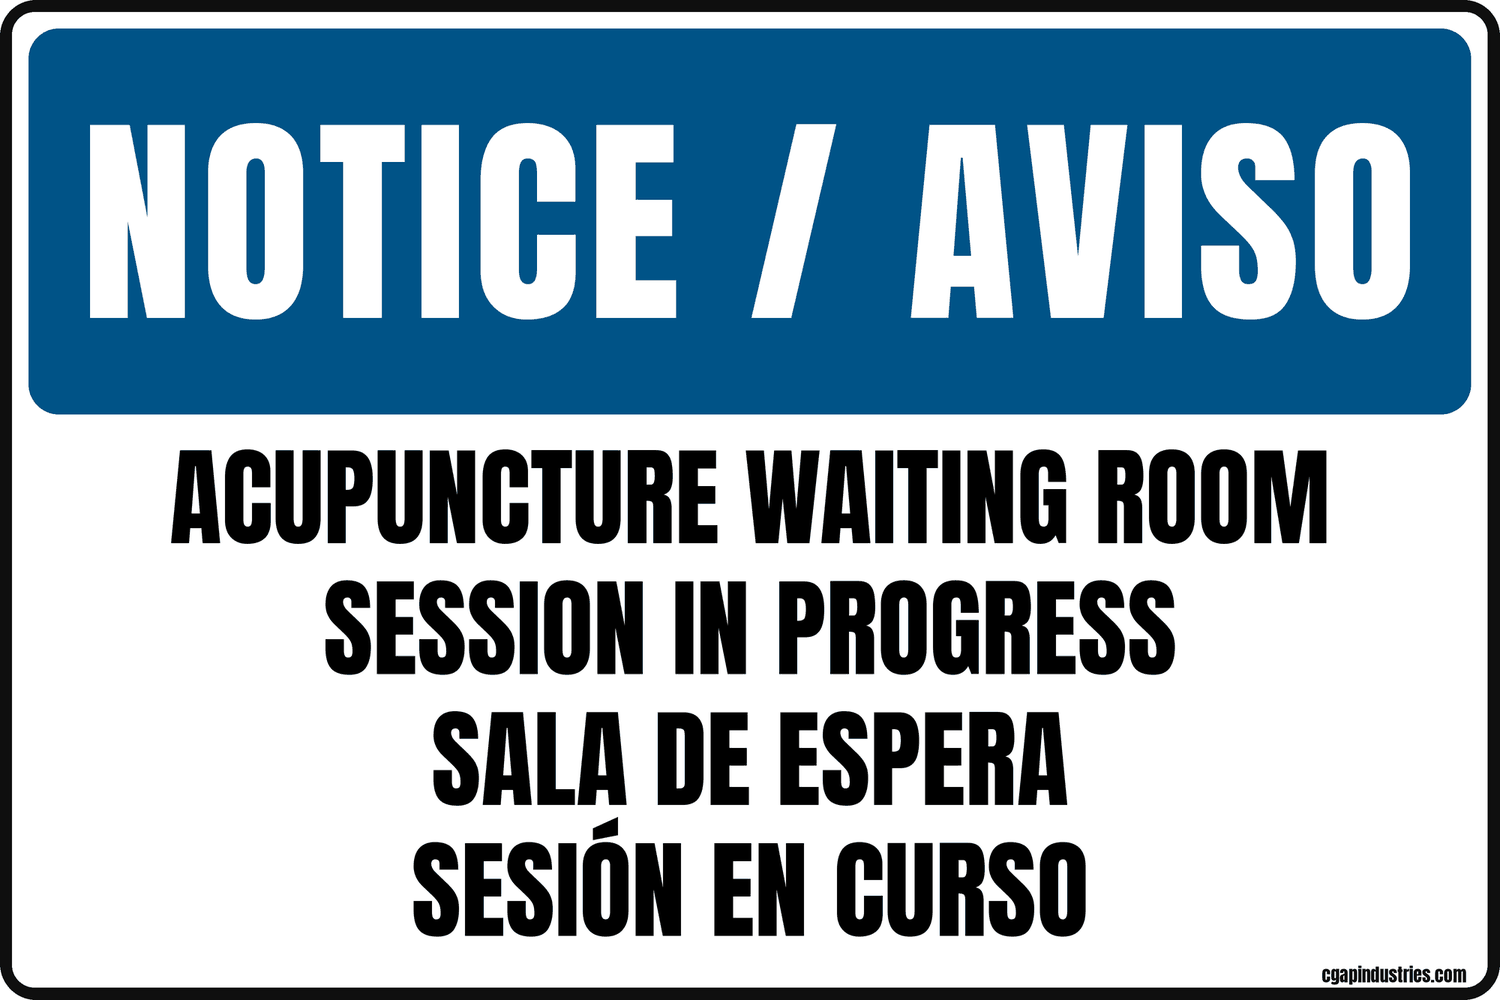 NOTICE / AVISO
ACUPUNCTURE WAITING ROOM
SESSION IN PROGRESS
SALA DE ESPERA
SESIÓN EN CURSO
cgapindustries.com